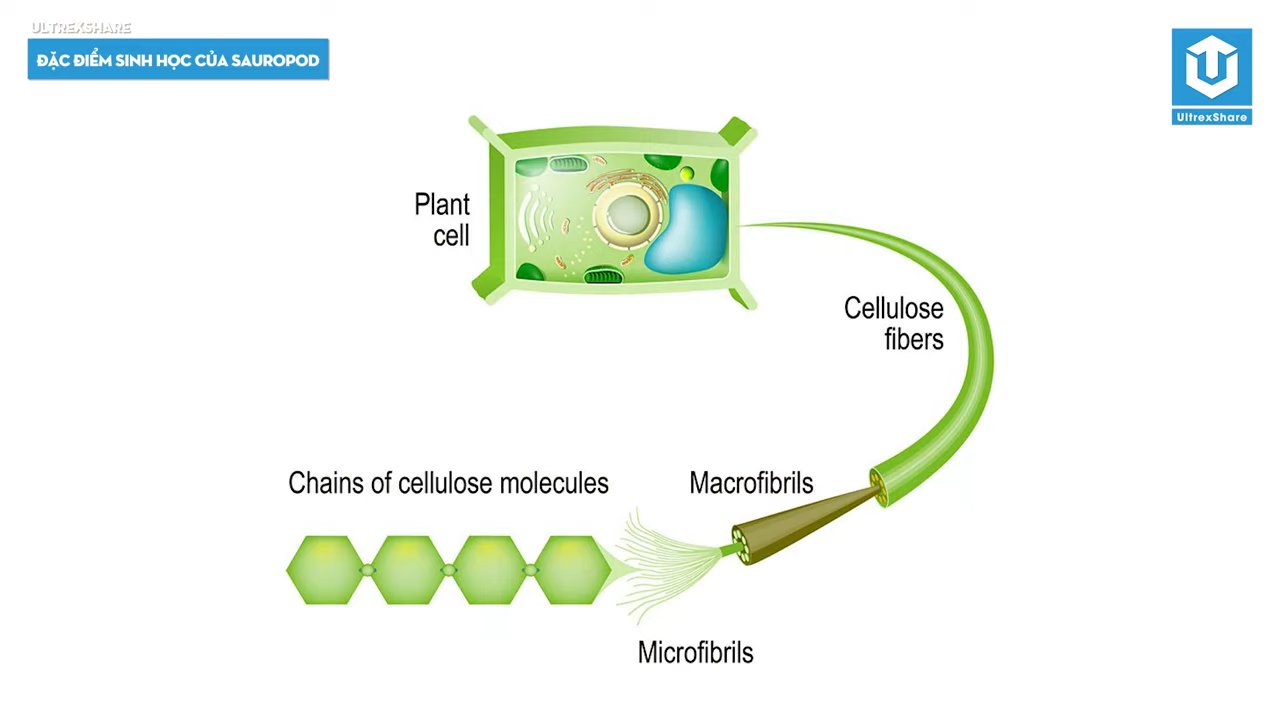 ULTREXSHARE
ĐẶC ĐIỂM SINH HỌC CỦA SAUROPOD
UltrexShare
Plant
cell
Cellulose
fibers
Chains of cellulose molecules
Macrofibrils
Microfibrils